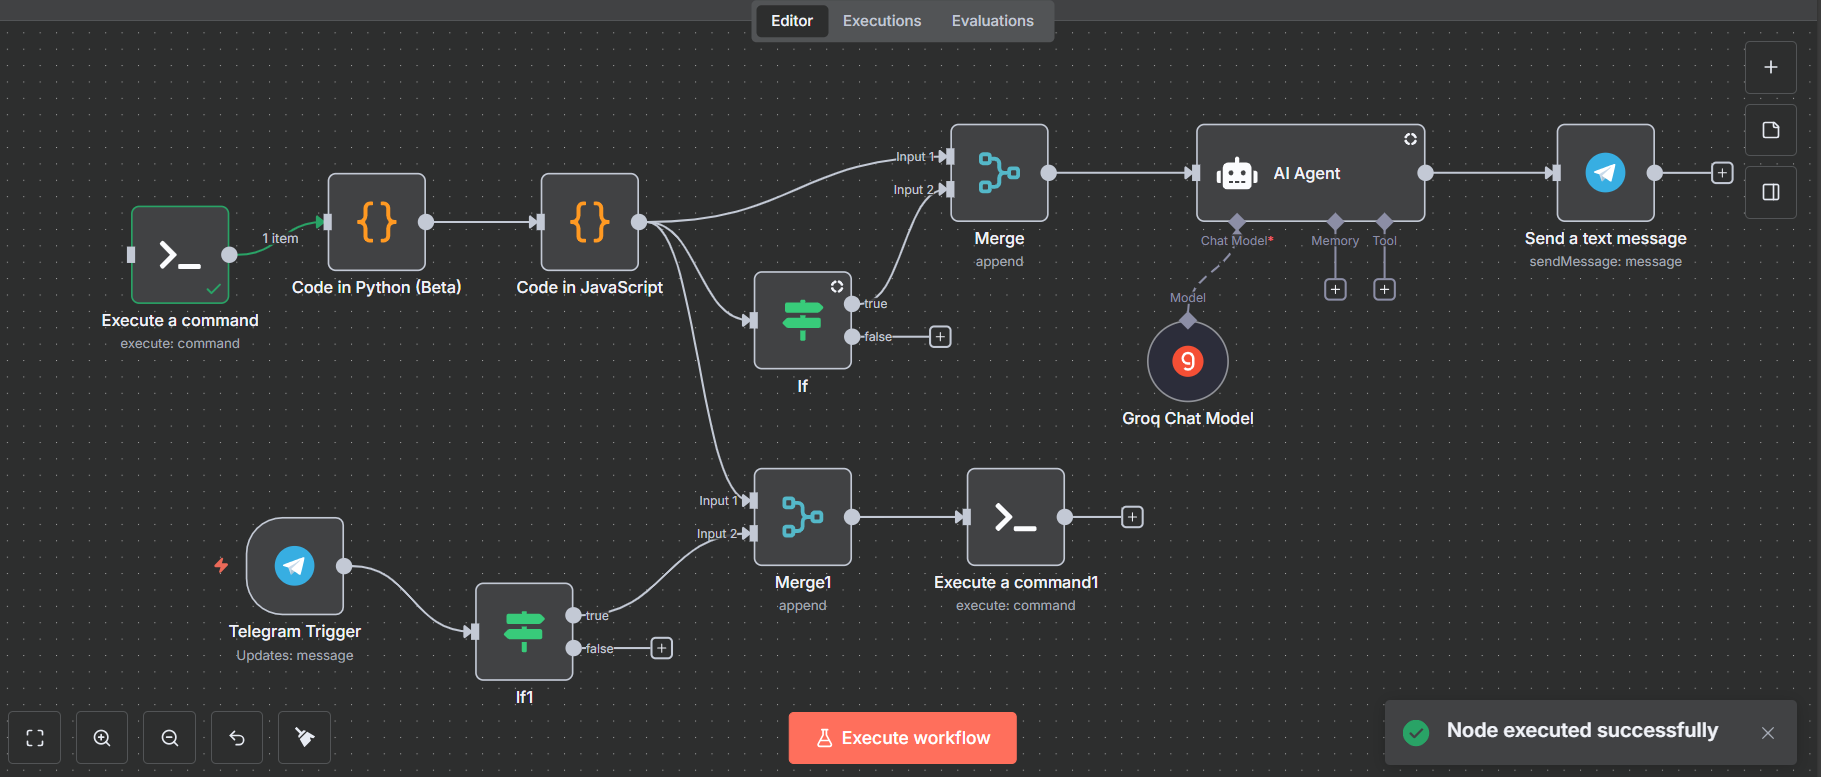 Editor
Executions
Evaluations
Input 1
Input 2
Merge
append
AI Agent
Chat Model*
Memory
Tool
Send a text message
sendMessage: message
1 item
Execute a command
execute: command
Code in Python (Beta)
Code in JavaScript
true
false
If
Model
Groq Chat Model
Input 1
Input 2
Merge1
append
Execute a command1
execute: command
Telegram Trigger
Updates: message
true
false
If1
Execute workflow
Node executed successfully